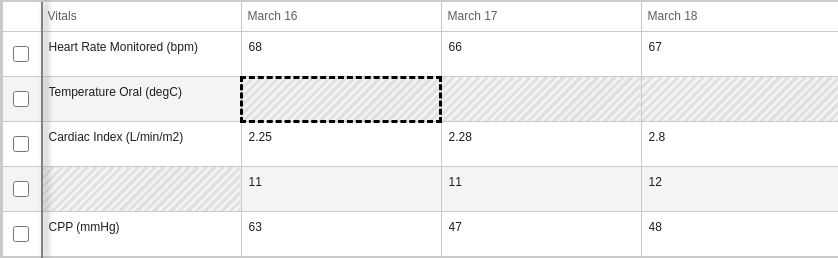 Vitals March 16 March 17 March 18
Heart Rate Monitored (bpm) 68 66 67
Temperature Oral (degC)
Cardiac Index (L/min/m2) 2.25 2.28 2.8
11 11 12
CPP (mmHg) 63 47 48